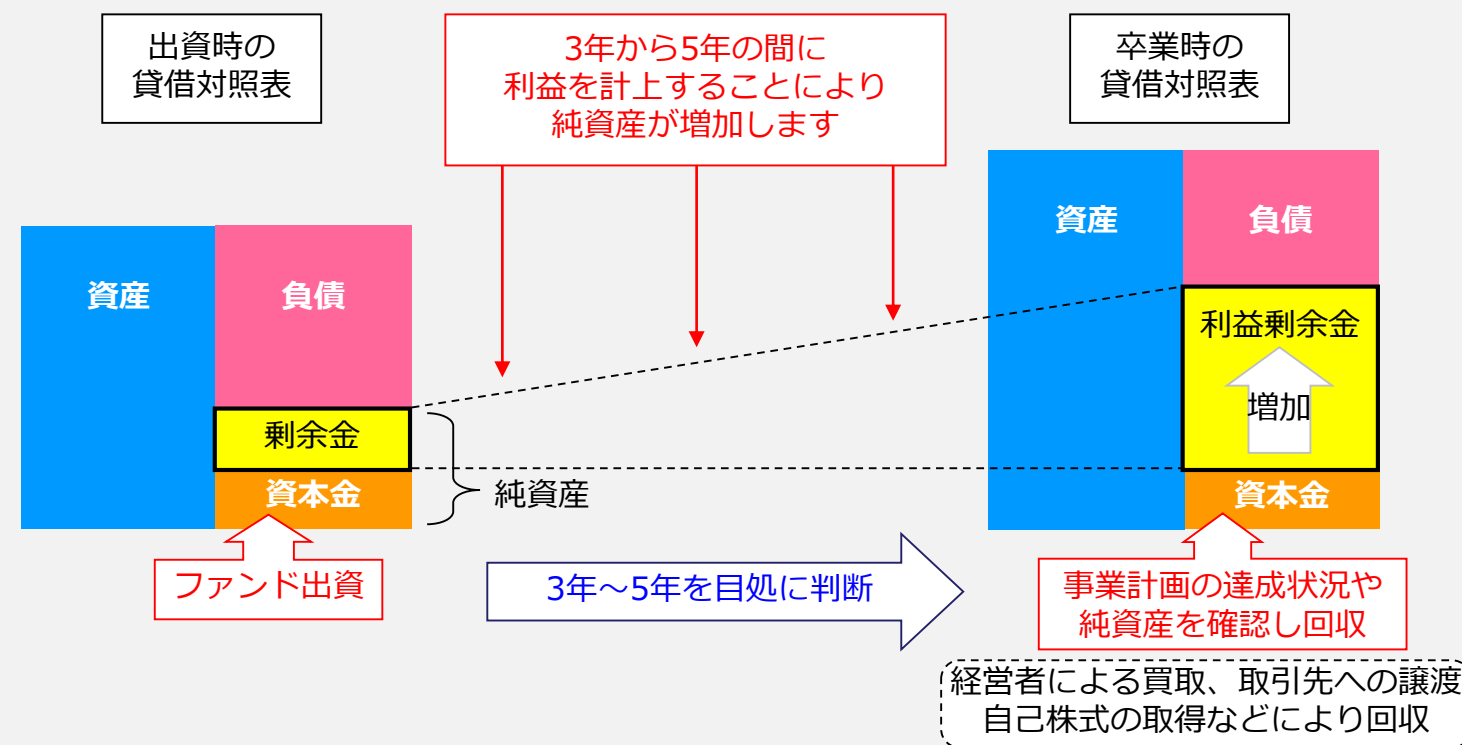 出資時の
貸借対照表
3年から5年の間に
利益を計上することにより
純資産が増加します
卒業時の
貸借対照表
資産
負債
剰余金
資本金
純資産
ファンド出資
3年～5年を目処に判断
資産
負債
利益剰余金
増加
資本金
事業計画の達成状況や
純資産を確認し回収
経営者による買取、取引先への譲渡
自己株式の取得などにより回収